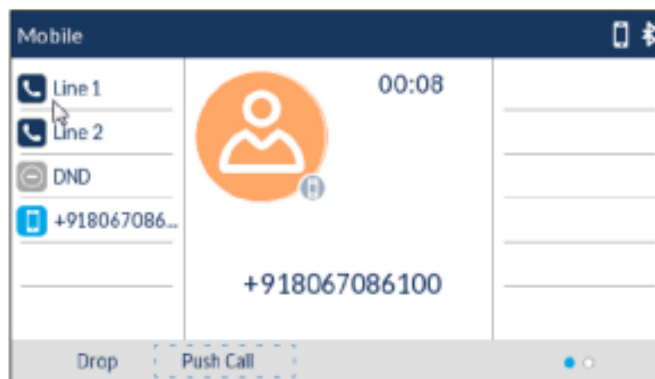 Mobile
Line 1
Line 2
DND
+918067086...
00:08
+918067086100
Drop
Push Call